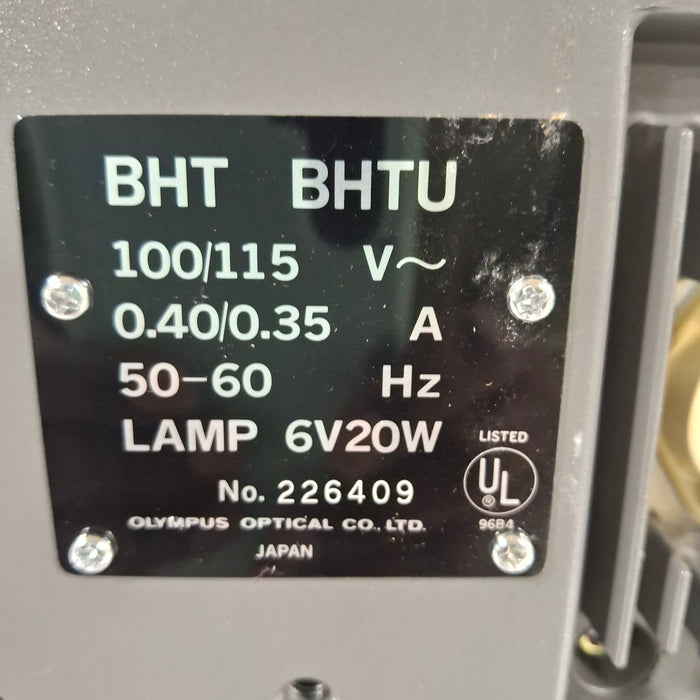 BHT BHTU
100/115 V~
0.40/0.35 A
50-60 Hz
LAMP 6V20W
LISTED
UL
®
No. 226409
96B4
OLYMPUS OPTICAL CO., LTD.
JAPAN